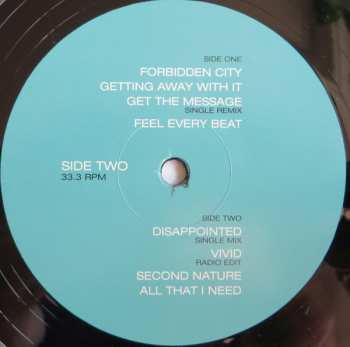 SIDE ONE
FORBIDDEN CITY
GETTING AWAY WITH IT
GET THE MESSAGE
SINGLE REMIX
FEEL EVERY BEAT
SIDE TWO
33.3 RPM
SIDE TWO
DISAPPOINTED
SINGLE MIX
VIVID
RADIO EDIT
SECOND NATURE
ALL THAT I NEED